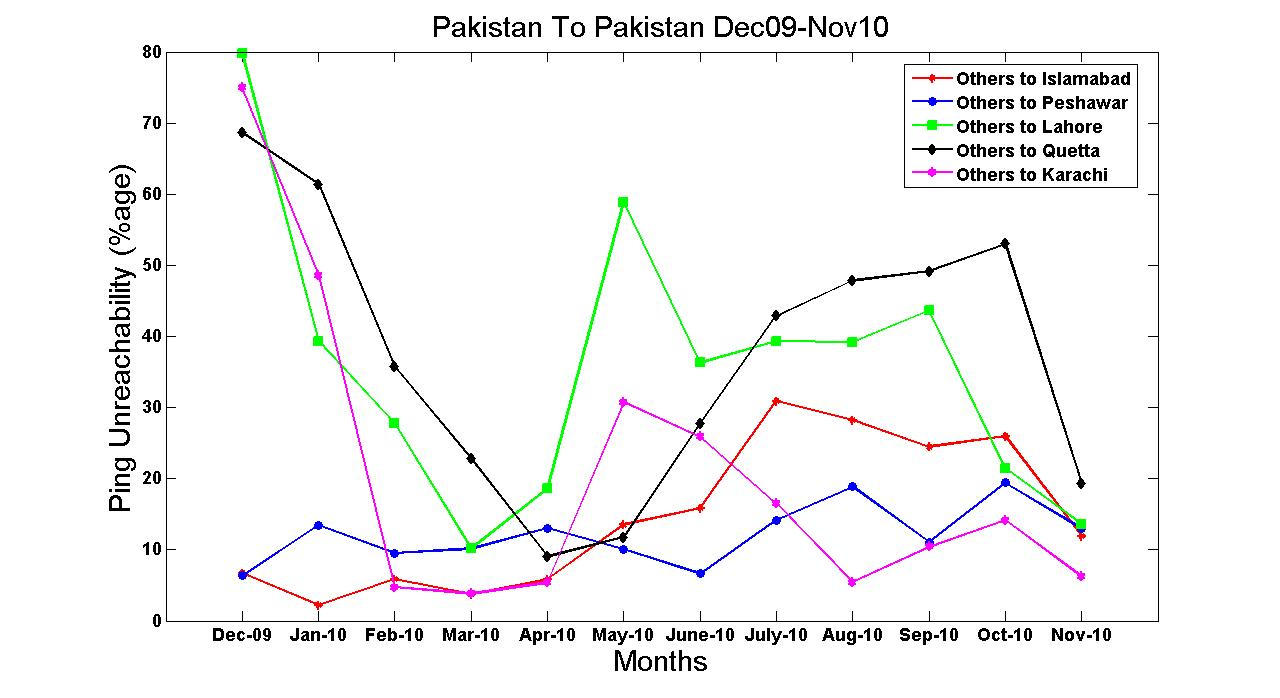 Pakistan To Pakistan Dec09-Nov10
Others to Islamabad
Others to Peshawar
Others to Lahore
Others to Quetta
Others to Karachi
Ping Unreachability (%age)
80
70
60
50
40
30
20
10
0
Dec-09 Jan-10 Feb-10 Mar-10 Apr-10 May-10 June-10 July-10 Aug-10 Sep-10 Oct-10 Nov-10
Months